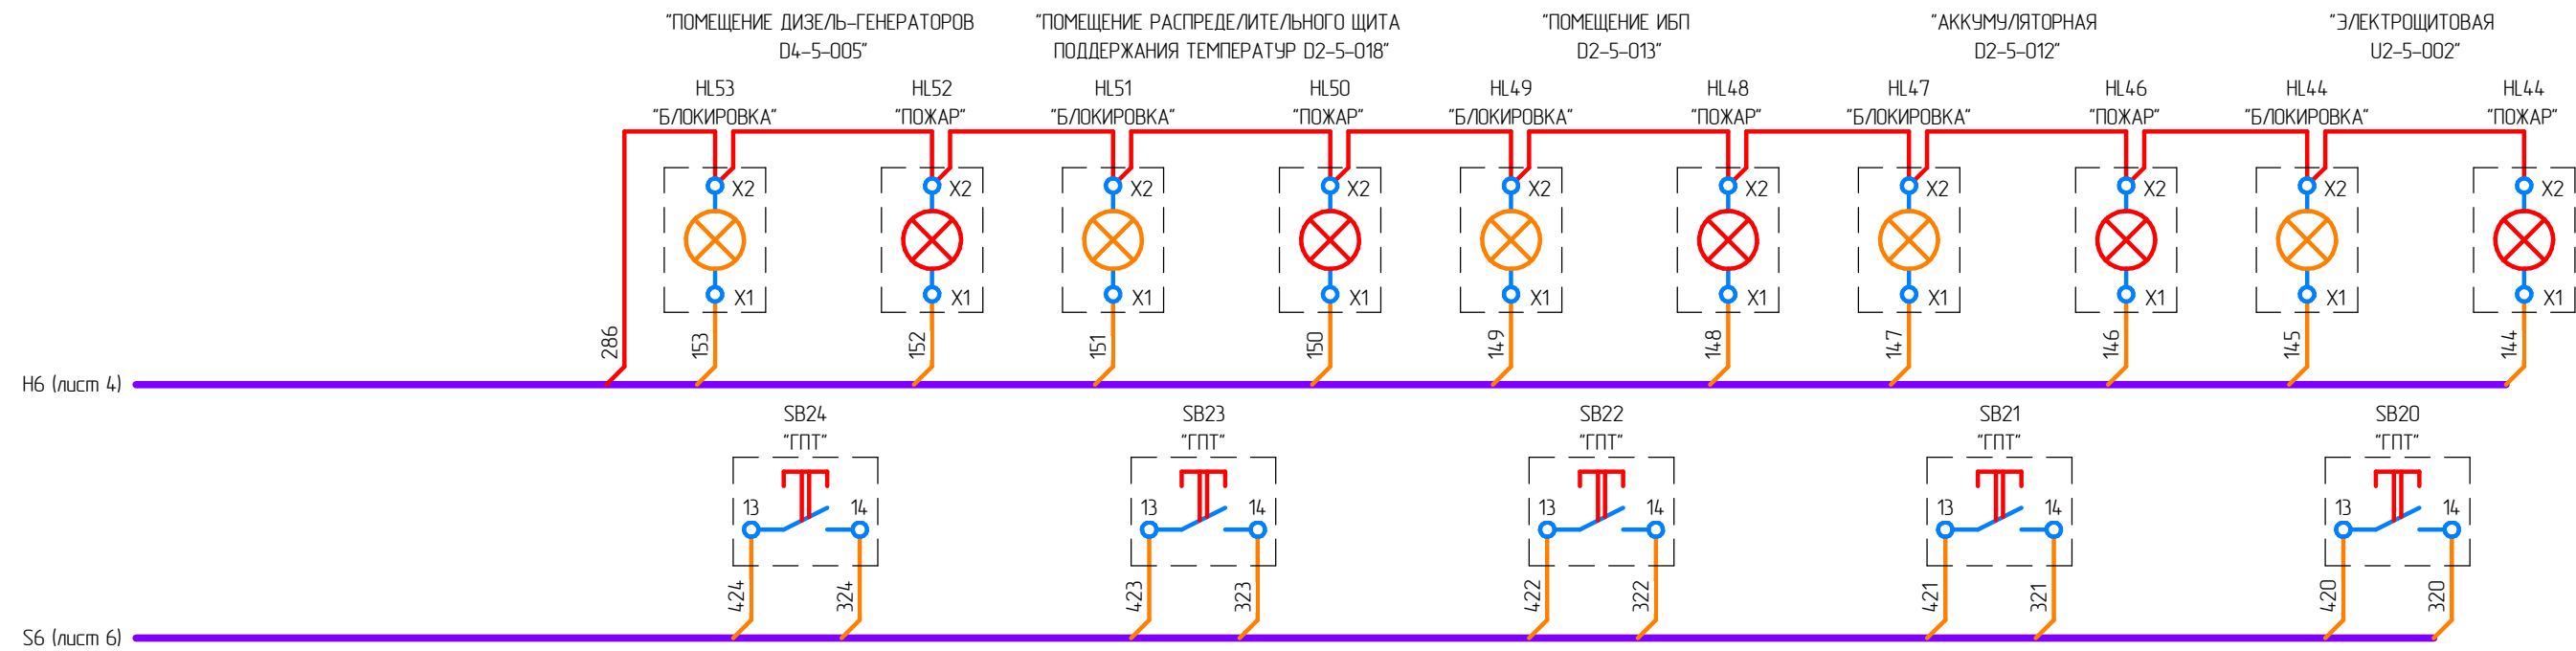 "ПОМЕЩЕНИЕ ДИЗЕЛЬ-ГЕНЕРАТОРОВ
D4-5-005"
"ПОМЕЩЕНИЕ РАСПРЕДЕЛИТЕЛЬНОГО ЩИТА
ПОДДЕРЖАНИЯ ТЕМПЕРАТУР D2-5-018"
"ПОМЕЩЕНИЕ ИБП
D2-5-013"
"АККУМУЛЯТОРНАЯ
D2-5-012"
"ЭЛЕКТРОЩИТОВАЯ
U2-5-002"
HL53
"БЛОКИРОВКА"
HL52
"ПОЖАР"
HL51
"БЛОКИРОВКА"
HL50
"ПОЖАР"
HL49
"БЛОКИРОВКА"
HL48
"ПОЖАР"
HL47
"БЛОКИРОВКА"
HL46
"ПОЖАР"
HL44
"БЛОКИРОВКА"
HL44
"ПОЖАР"
X2
X2
X2
X2
X2
X2
X2
X2
X2
X2
X1
X1
X1
X1
X1
X1
X1
X1
X1
X1
286
153
152
151
150
149
148
147
146
145
144
H6 (лист 4)
SB24
"ГПТ"
SB23
"ГПТ"
SB22
"ГПТ"
SB21
"ГПТ"
SB20
"ГПТ"
13
14
13
14
13
14
13
14
13
14
424
324
423
323
422
322
421
321
420
320
S6 (лист 6)